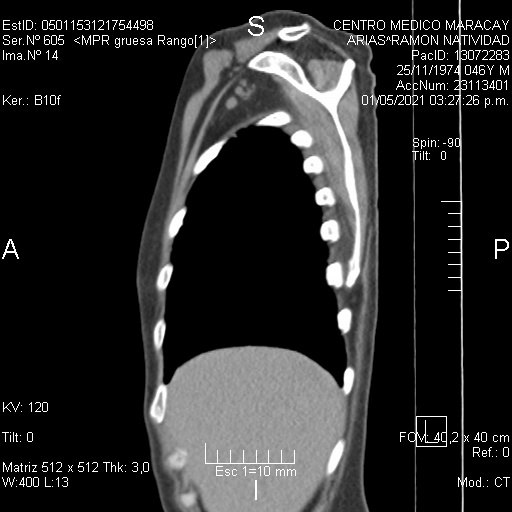 EstID: 0501153121754498
Ser.Nº 605 <MPR gruesa Rango[1]>
Ima.Nº 14
Ker.: B10f
S
CENTRO MEDICO MARACAY
ARIAS^RAMON NATIVIDAD
PacID: 13072283
25/11/1974 046Y M
AccNum: 23113401
01/05/2021 03:27:26 p.m.
Spin: -90
Tilt: 0
A
P
KV: 120
Tilt: 0
Matriz 512 x 512 Thk: 3,0
W:400 L:13
Esc 1=10 mm
FOV: 40,2 x 40 cm
Ref.: 0
Mod.: CT